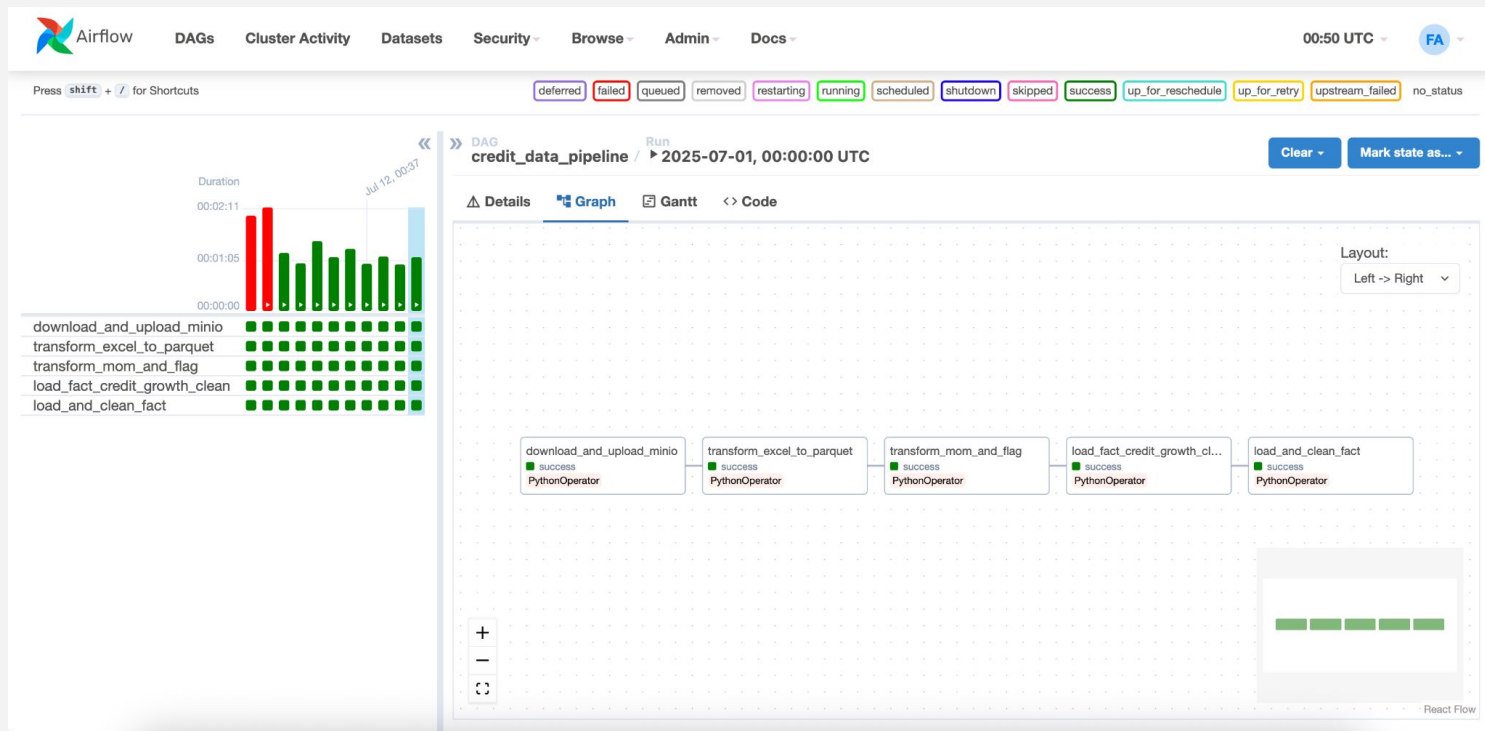 Airflow
DAGs
Cluster Activity
Datasets
Security
Browse
Admin
Docs
00:50 UTC
FA
Press shift + / for Shortcuts
deferred
failed
queued
removed
restarting
running
scheduled
shutdown
skipped
success
up_for_reschedule
up_for_retry
upstream_failed
no_status
DAG
credit_data_pipeline /
Run
2025-07-01, 00:00:00 UTC
Clear
Mark state as...
Details
Graph
Gantt
<> Code
Duration
Jul 12, 00:37
00:02:11
00:01:05
00:00:00
download_and_upload_minio
transform_excel_to_parquet
transform_mom_and_flag
load_fact_credit_growth_clean
load_and_clean_fact
Layout:
Left -> Right
download_and_upload_minio
success
PythonOperator
transform_excel_to_parquet
success
PythonOperator
transform_mom_and_flag
success
PythonOperator
load_fact_credit_growth_cl...
success
PythonOperator
load_and_clean_fact
success
PythonOperator
React Flow